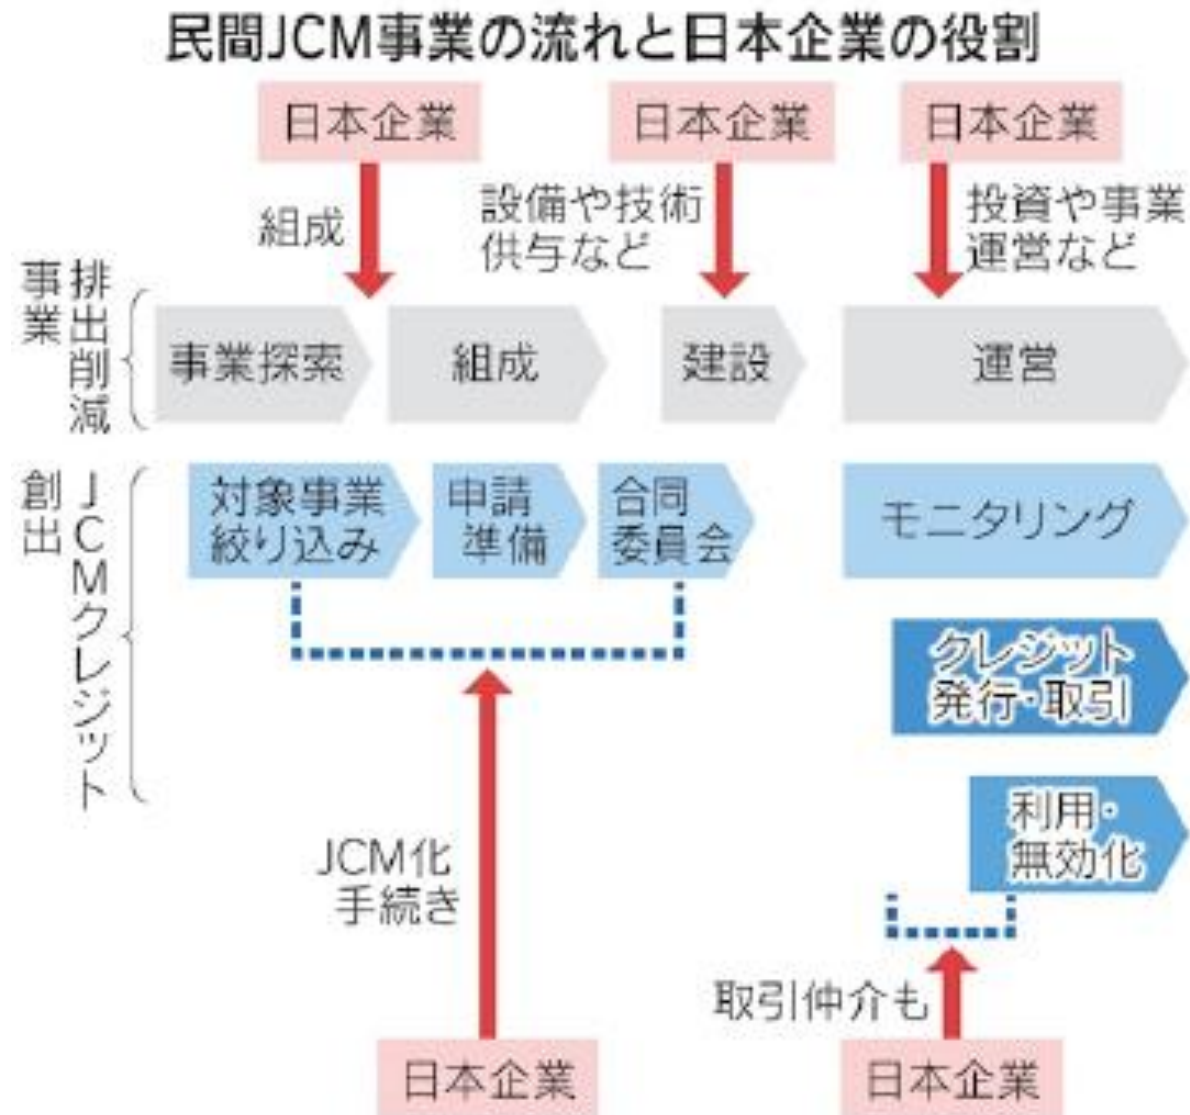 民間JCM事業の流れと日本企業の役割
日本企業
日本企業
日本企業
組成
設備や技術
供与など
投資や事業
運営など
排出削減
事業
事業探索
組成
建設
運営
JCMクレジット
創出
対象事業
絞り込み
申請
準備
合同
委員会
モニタリング
クレジット
発行・取引
利用・
無効化
JCM化
手続き
取引仲介も
日本企業
日本企業